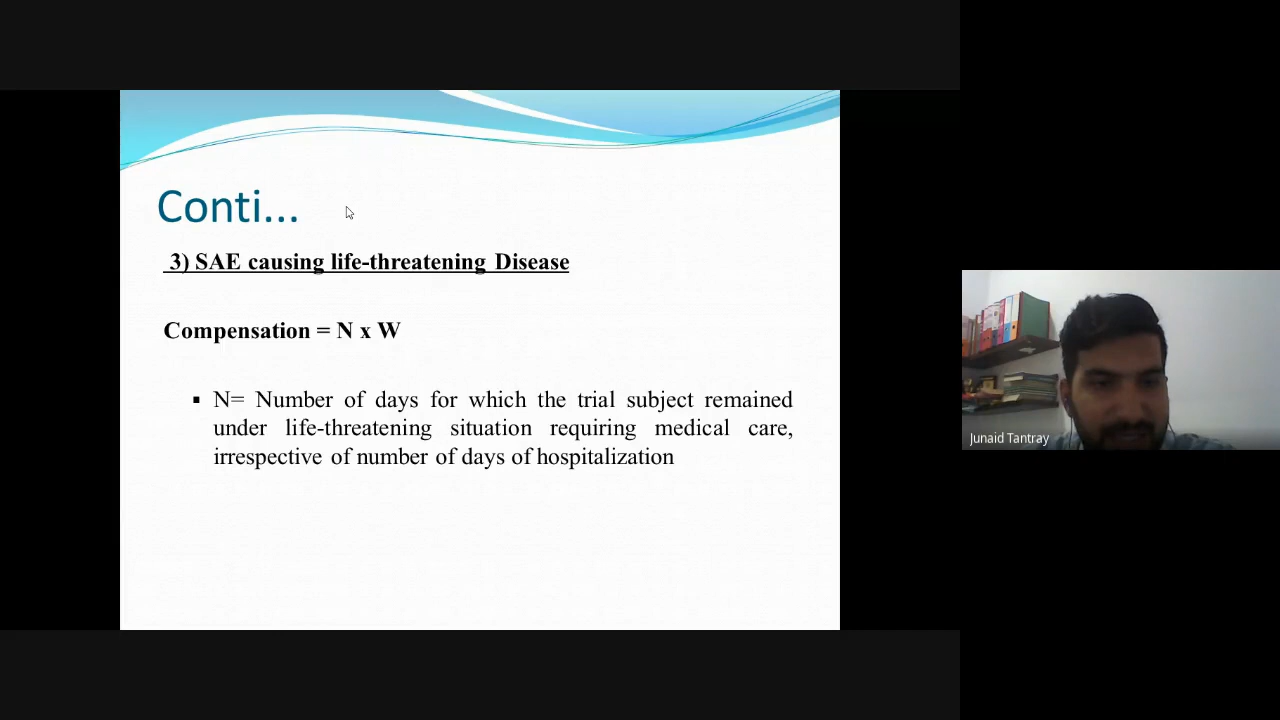 Conti...
3) SAE causing life-threatening Disease
Compensation = N x W
▪ N= Number of days for which the trial subject remained
under life-threatening situation requiring medical care,
irrespective of number of days of hospitalization
Junaid Tantray